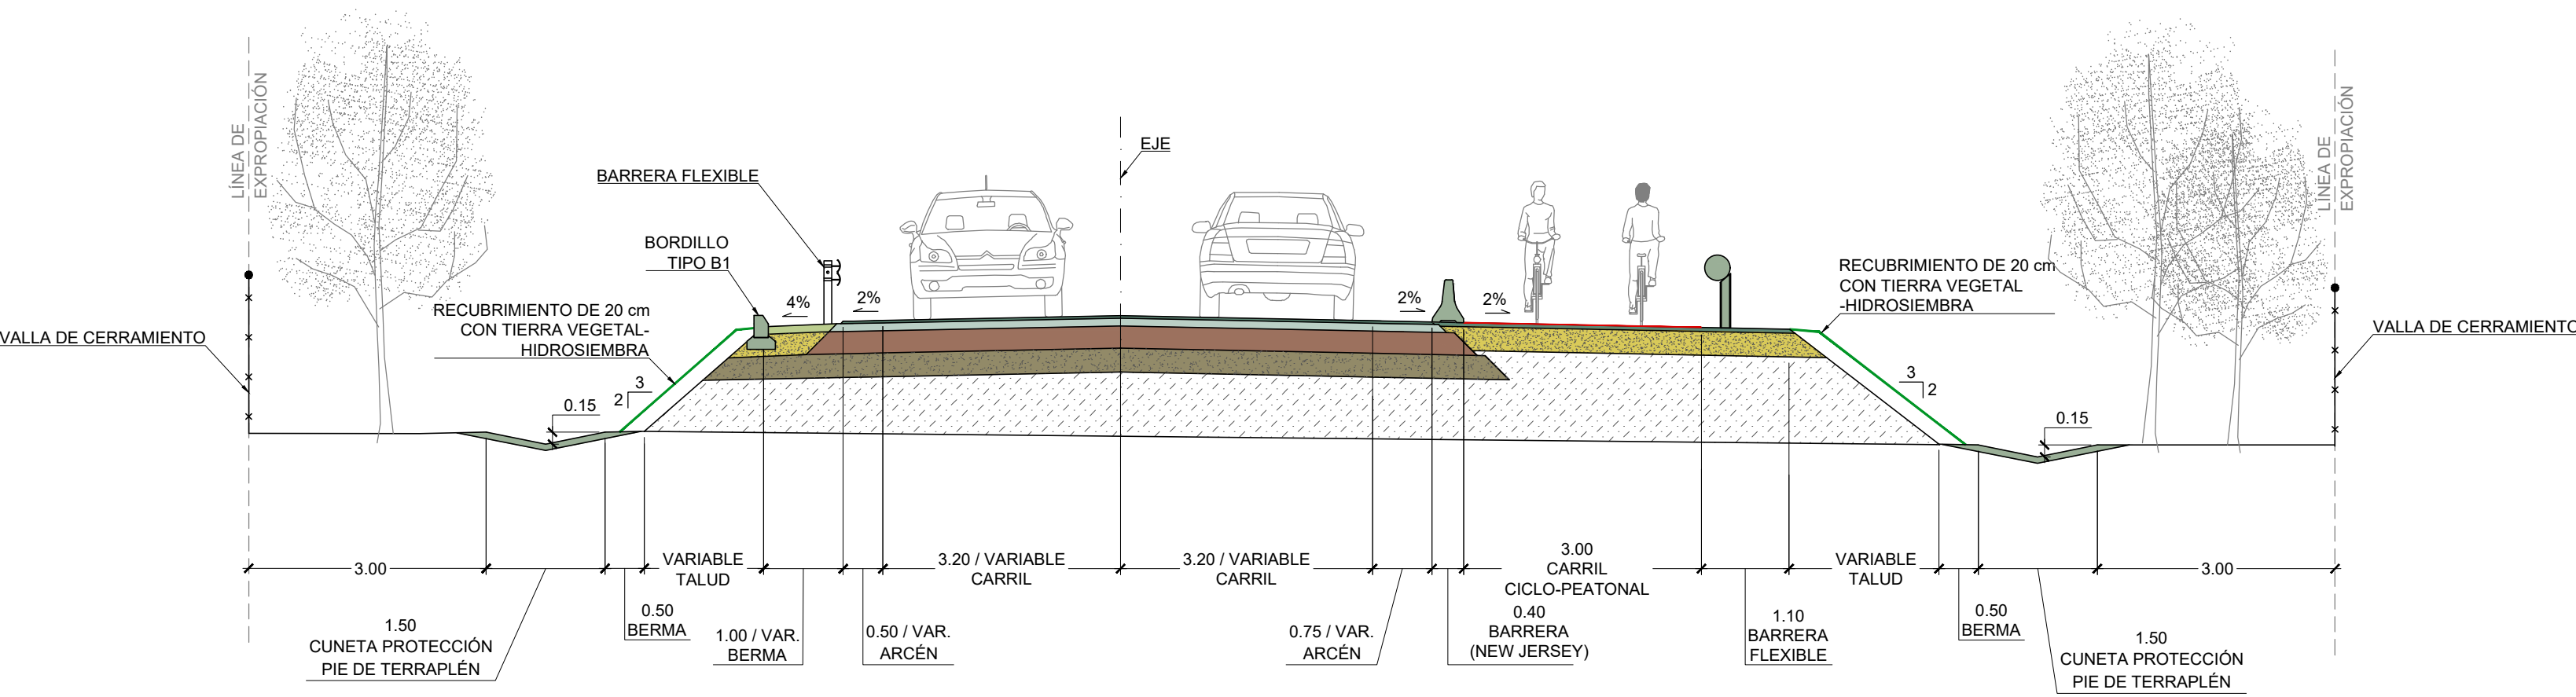 LÍNEA DE
EXPROPIACIÓN
VALLA DE CERRAMIENTO
BARRERA FLEXIBLE
BORDILLO
TIPO B1
RECUBRIMIENTO DE 20 cm
CON TIERRA VEGETAL-
HIDROSIEMBRA
3
2
0.15
4%
2%
EJE
2%
2%
RECUBRIMIENTO DE 20 cm
CON TIERRA VEGETAL
-HIDROSIEMBRA
3
2
0.15
LÍNEA DE
EXPROPIACIÓN
VALLA DE CERRAMIENTO
3.00
1.50
CUNETA PROTECCIÓN
PIE DE TERRAPLÉN
0.50
BERMA
VARIABLE
TALUD
1.00 / VAR.
BERMA
0.50 / VAR.
ARCÉN
3.20 / VARIABLE
CARRIL
3.20 / VARIABLE
CARRIL
0.75 / VAR.
ARCÉN
3.00
CARRIL
CICLO-PEATONAL
0.40
BARRERA
(NEW JERSEY)
1.10
BARRERA
FLEXIBLE
VARIABLE
TALUD
0.50
BERMA
1.50
CUNETA PROTECCIÓN
PIE DE TERRAPLÉN
3.00